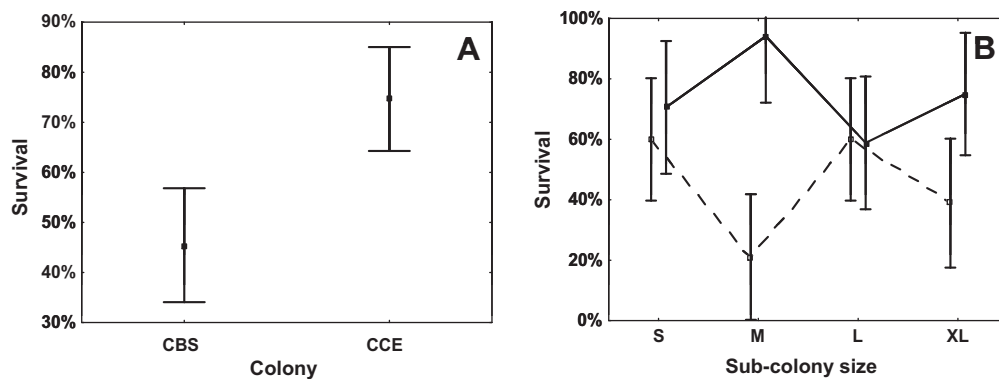 A
Survival
90%
80%
70%
60%
50%
40%
30%
CBS
CCE
Colony
B
Survival
100%
80%
60%
40%
20%
0%
S
M
L
XL
Sub-colony size